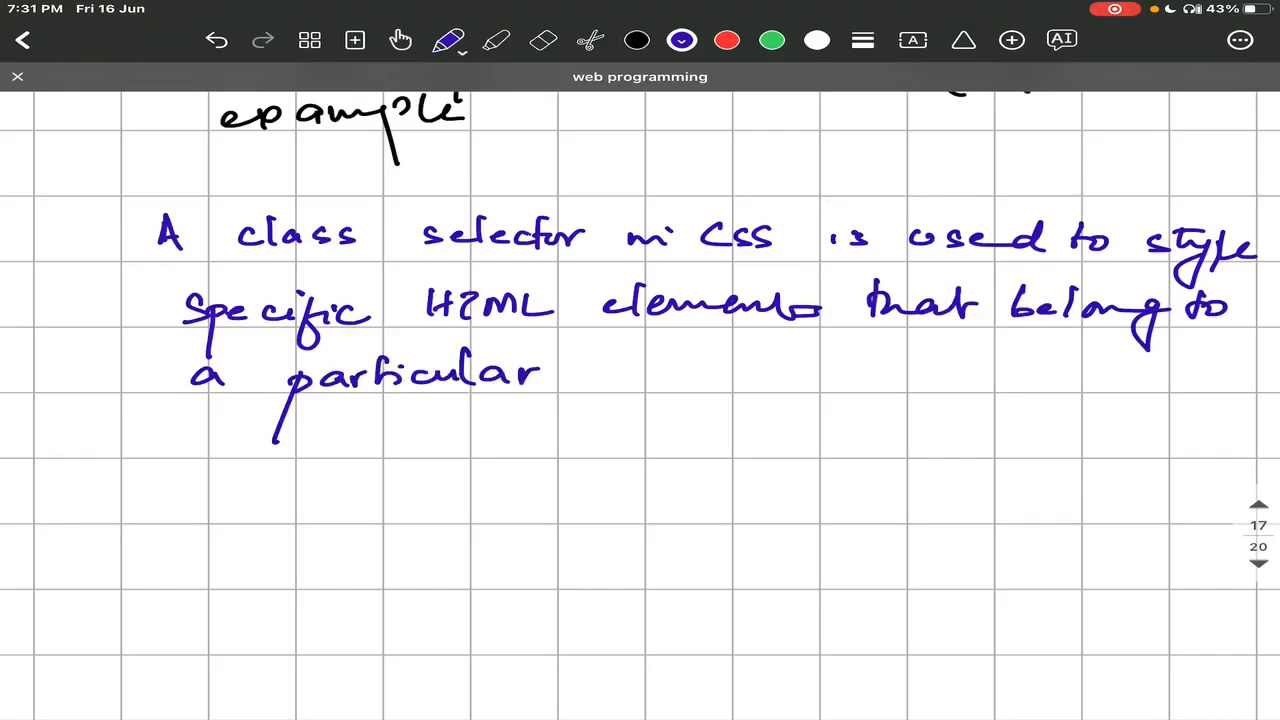 7:31 PM Fri 16 Jun 43%
A AI
web programming
example
A class selector in CSS is used to style
specific HTML elements that belong to
a particular
17
20